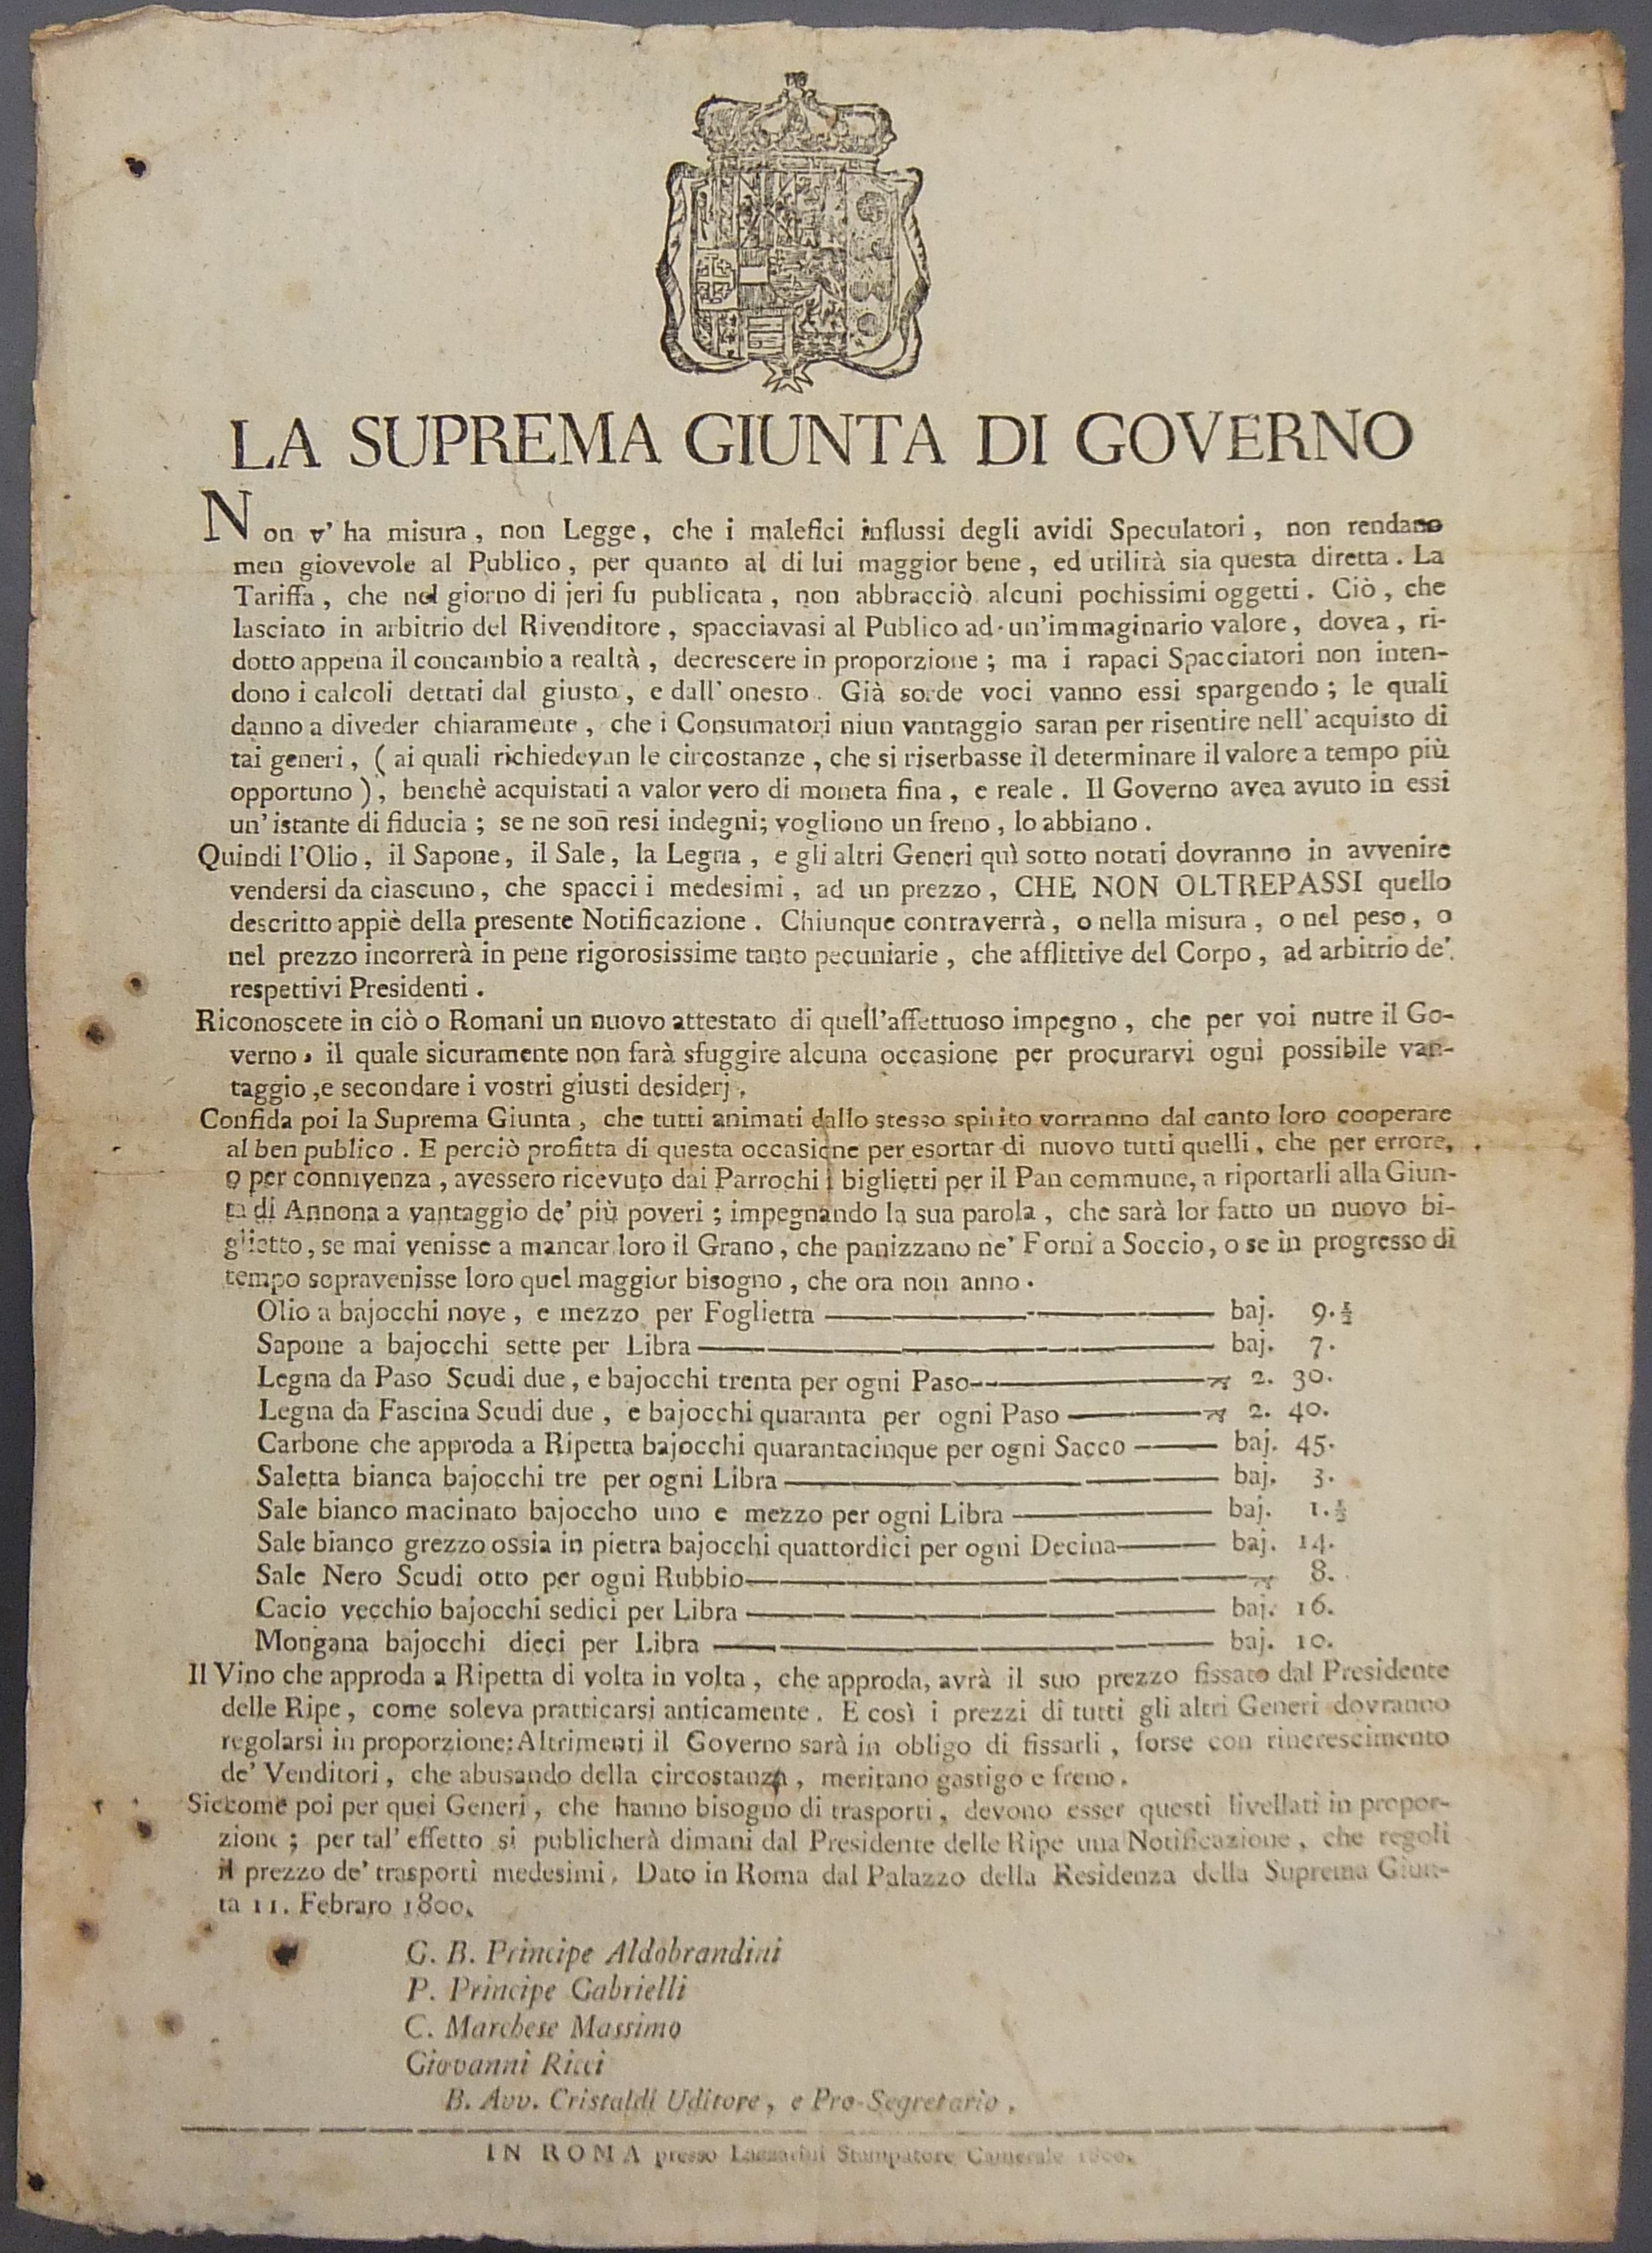 LA SUPREMA GIUNTA DI GOVERNO
Non v' ha misura, non Legge, che i malefici influssi degli avidi Speculatori, non rendano
men giovevole al Publico, per quanto al di lui maggior bene, ed utilità sia questa diretta. La
Tariffa, che nel giorno di jeri fu publicata, non abbracciò alcuni pochissimi oggetti. Ciò, che
lasciato in arbitrio del Rivenditore, spacciavasi al Publico ad un'immaginario valore, dovea, ri-
dotto appena il concambio a realtà, decrescere in proporzione; ma i rapaci Spacciatori non inten-
dono i calcoli dettati dal giusto, e dall' onesto. Già sorde voci vanno essi spargendo; le quali
danno a diveder chiaramente, che i Consumatori niun vantaggio saran per risentire nell' acquisto di
tai generi, (ai quali richiedevan le circostanze, che si riserbasse il determinare il valore a tempo più
opportuno), benchè acquistati a valor vero di moneta fina, e reale. Il Governo avea avuto in essi
un' istante di fiducia; se ne son resi indegni; vogliono un freno, lo abbiano.
Quindi l'Olio, il Sapone, il Sale, la Legna, e gli altri Generi quì sotto notati dovranno in avvenire
vendersi da ciascuno, che spacci i medesimi, ad un prezzo, CHE NON OLTREPASSI quello
descritto appiè della presente Notificazione. Chiunque contraverrà, o nella misura, o nel peso, o
nel prezzo incorrerà in pene rigorosissime tanto pecuniarie, che afflittive del Corpo, ad arbitrio de'
respettivi Presidenti.
Riconoscete in ciò o Romani un nuovo attestato di quell'affettuoso impegno, che per voi nutre il Go-
verno, il quale sicuramente non farà sfuggire alcuna occasione per procurarvi ogni possibile van-
taggio, e secondare i vostri giusti desiderj.
Confida poi la Suprema Giunta, che tutti animati dallo stesso spirito vorranno dal canto loro cooperare
al ben publico. E perciò profitta di questa occasione per esortar di nuovo tutti quelli, che per errore,
o per connivenza, avessero ricevuto dai Parrochi i biglietti per il Pan commune, a riportarli alla Giun-
ta di Annona a vantaggio de' più poveri; impegnando la sua parola, che sarà lor fatto un nuovo bi-
glietto, se mai venisse a mancar loro il Grano, che panizzano ne' Forni a Soccio, o se in progresso di
tempo sopravenisse loro quel maggior bisogno, che ora non anno.
Olio a bajocchi nove, e mezzo per Foglietta — baj. 9. ½
Sapone a bajocchi sette per Libra — baj. 7.
Legna da Paso Scudi due, e bajocchi trenta per ogni Paso — 2. 30.
Legna da Fascina Scudi due, e bajocchi quaranta per ogni Paso — 2. 40.
Carbone che approda a Ripetta bajocchi quarantacinque per ogni Sacco — baj. 45.
Saletta bianca bajocchi tre per ogni Libra — baj. 3.
Sale bianco macinato bajoccho uno e mezzo per ogni Libra — baj. 1. ½
Sale bianco grezzo ossia in pietra bajocchi quattordici per ogni Decina — baj. 14.
Sale Nero Scudi otto per ogni Rubbio — 8.
Cacio vecchio bajocchi sedici per Libra — baj. 16.
Mongana bajocchi dieci per Libra — baj. 10.
Il Vino che approda a Ripetta di volta in volta, che approda, avrà il suo prezzo fissato dal Presidente
delle Ripe, come soleva pratticarsi anticamente. E così i prezzi di tutti gli altri Generi dovranno
regolarsi in proporzione: Altrimenti il Governo sarà in obligo di fissarli, forse con rincrescimento
de' Venditori, che abusando della circostanza, meritano gastigo e freno.
Siccome poi per quei Generi, che hanno bisogno di trasporti, devono esser questi livellati in propor-
zione; per tal' effetto si publicherà dimani dal Presidente delle Ripe una Notificazione, che regoli
il prezzo de' trasporti medesimi. Dato in Roma dal Palazzo della Residenza della Suprema Giun-
ta 11. Febraro 1800.
G. B. Principe Aldobrandini
P. Principe Gabrielli
C. Marchese Massimo
Giovanni Ricci
B. Avv. Cristaldi Uditore, e Pro-Segretario.
IN ROMA presso Lazzarini Stampatore Camerale 1800.